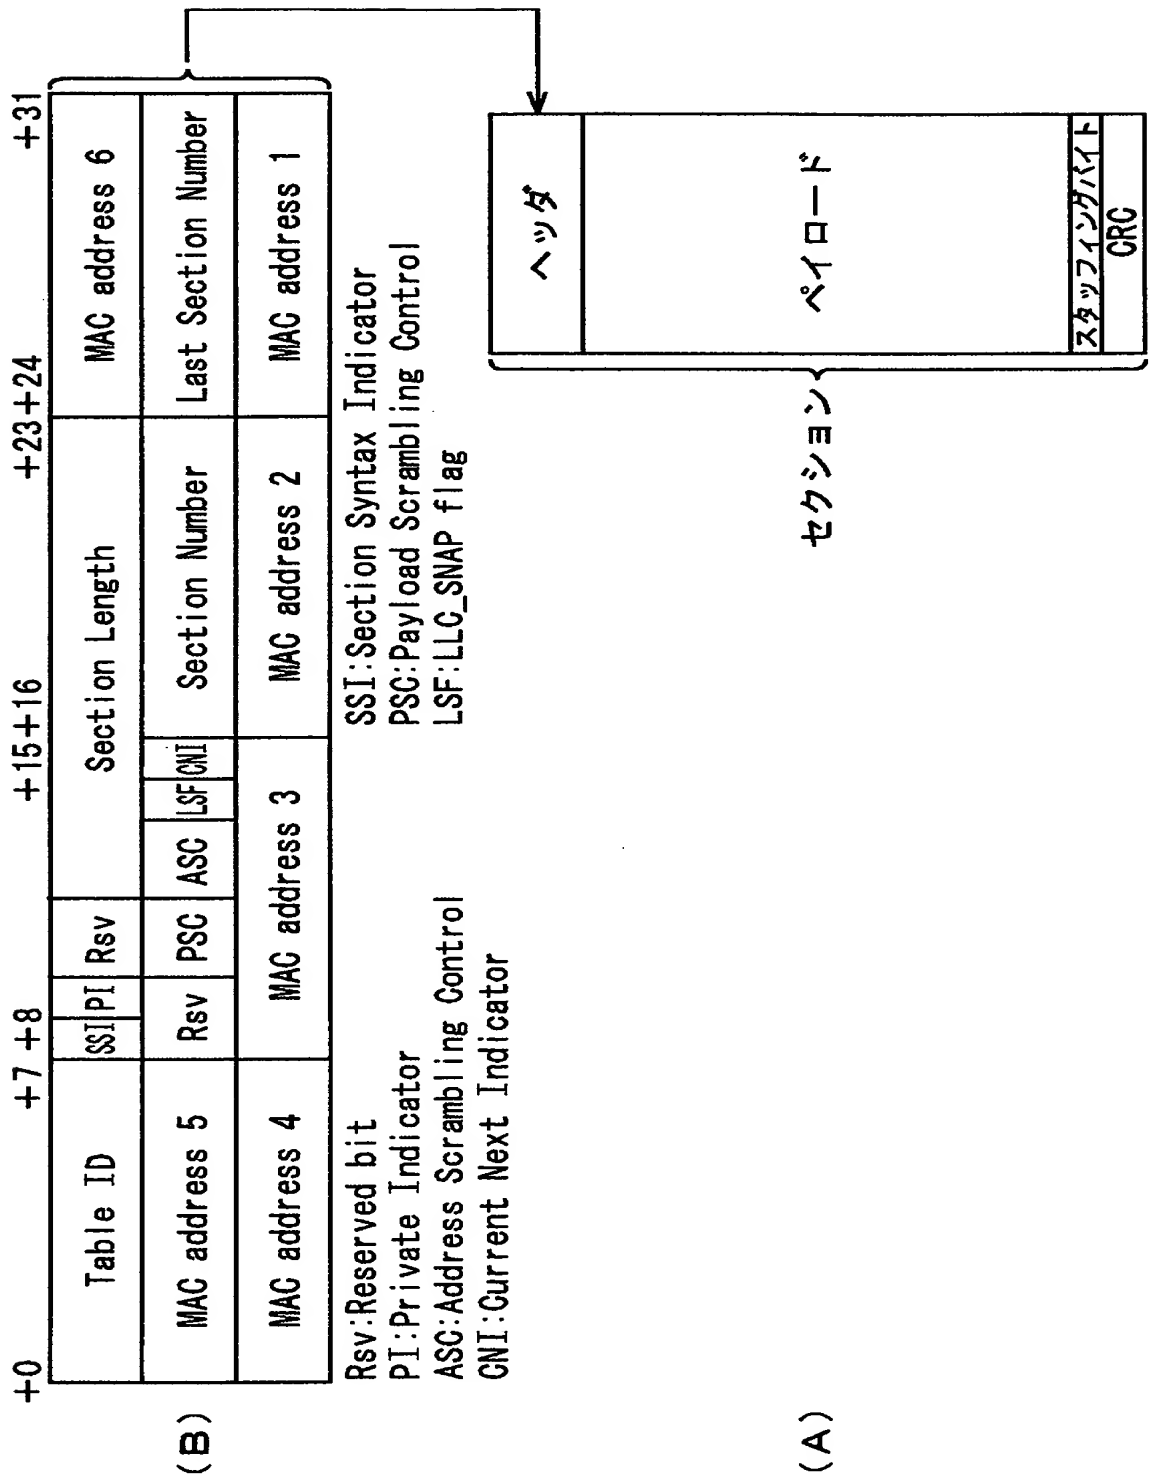 +0 +7 +8 +15 +16 +23 +24 +31
Table ID SSI PI Rsv Section Length MAC address 6
MAC address 5 Rsv PSC ASC LSF CNI Section Number Last Section Number
MAC address 4 MAC address 3 MAC address 2 MAC address 1
(B)
Rsv:Reserved bit SSI:Section Syntax Indicator
PI:Private Indicator PSC:Payload Scrambling Control
ASC:Address Scrambling Control LSF:LLC_SNAP flag
CNI:Current Next Indicator
ヘッダ
ペイロード
スタッフィングバイト
CRC
セクション
(A)